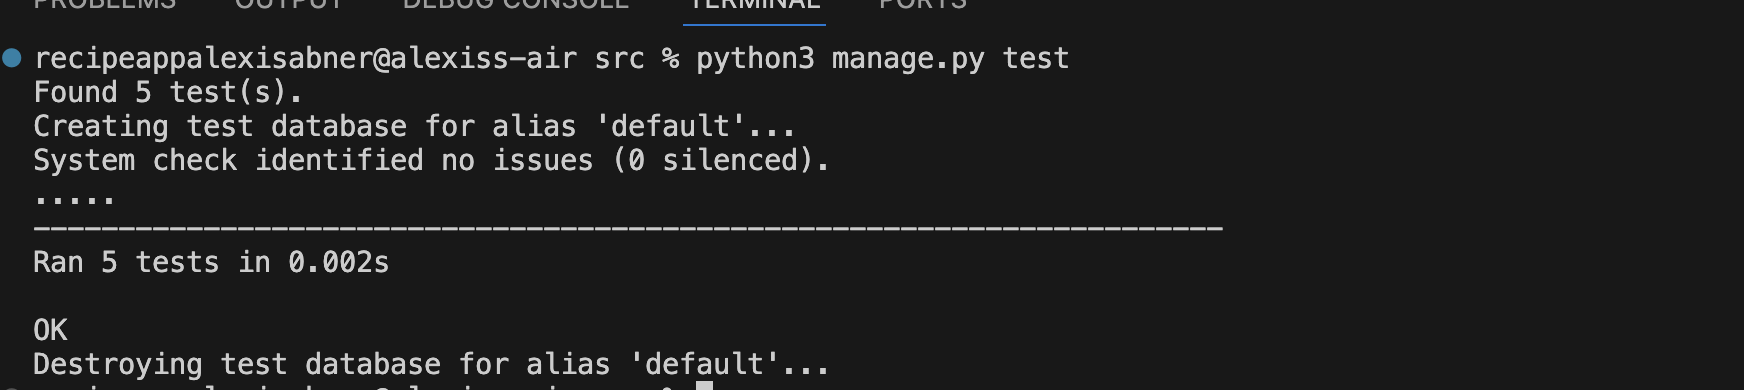 PROBLEMS OUTPUT DEBUG CONSOLE TERMINAL PORTS
recipeappalexisabner@alexiss-air src % python3 manage.py test
Found 5 test(s).
Creating test database for alias 'default'...
System check identified no issues (0 silenced).
.....
----------------------------------------------------------------------
Ran 5 tests in 0.002s
OK
Destroying test database for alias 'default'...